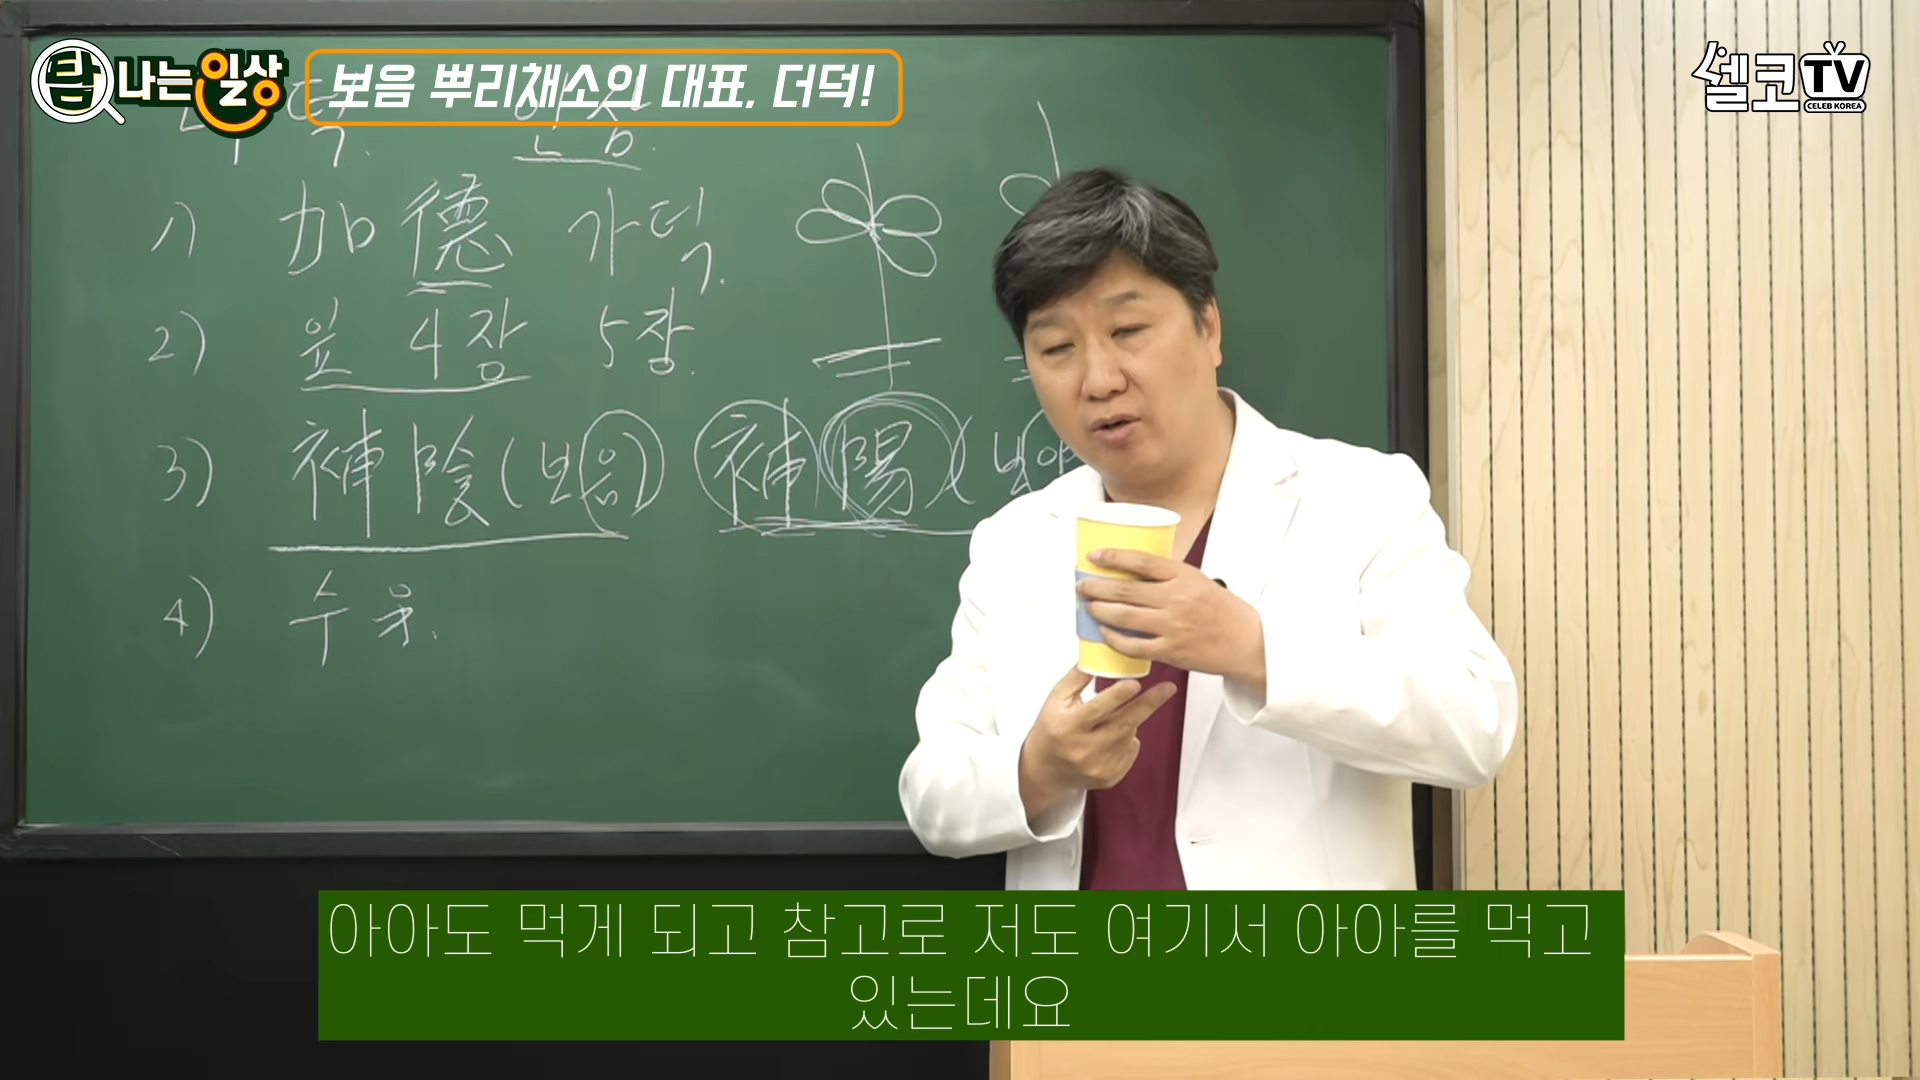 탐나는일상
보음 뿌리채소의 대표, 더덕!
셀코TV
CELEB KOREA
1) 加德 가덕.
2) 잎 4장 5장.
3) 補陰(보음) 補陽(보양
4) 수유.
아아도 먹게 되고 참고로 저도 여기서 아아를 먹고
있는데요